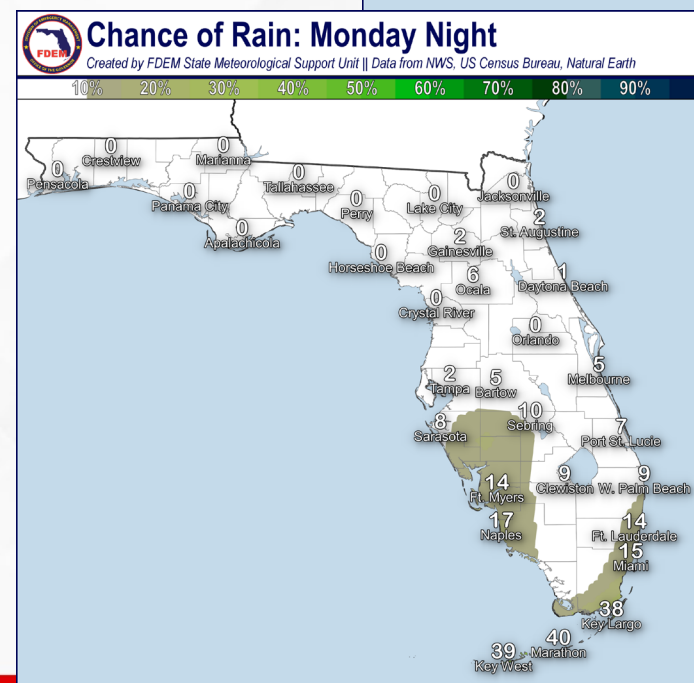 Chance of Rain: Monday Night
Created by FDEM State Meteorological Support Unit || Data from NWS, US Census Bureau, Natural Earth
FDEM
10% 20% 30% 40% 50% 60% 70% 80% 90%
0
Crestview
0
Marianna
0
Pensacola
0
Tallahassee
0
Jacksonville
0
Panama City
0
Perry
0
Lake City
2
St. Augustine
0
Apalachicola
2
Gainesville
0
Horseshoe Beach
6
Ocala
1
Daytona Beach
0
Crystal River
0
Orlando
2
Tampa
5
Bartow
5
Melbourne
8
Sarasota
10
Sebring
7
Port St. Lucie
14
Ft. Myers
9
Clewiston
9
W. Palm Beach
17
Naples
14
Ft. Lauderdale
15
Miami
38
Key Largo
40
Marathon
39
Key West